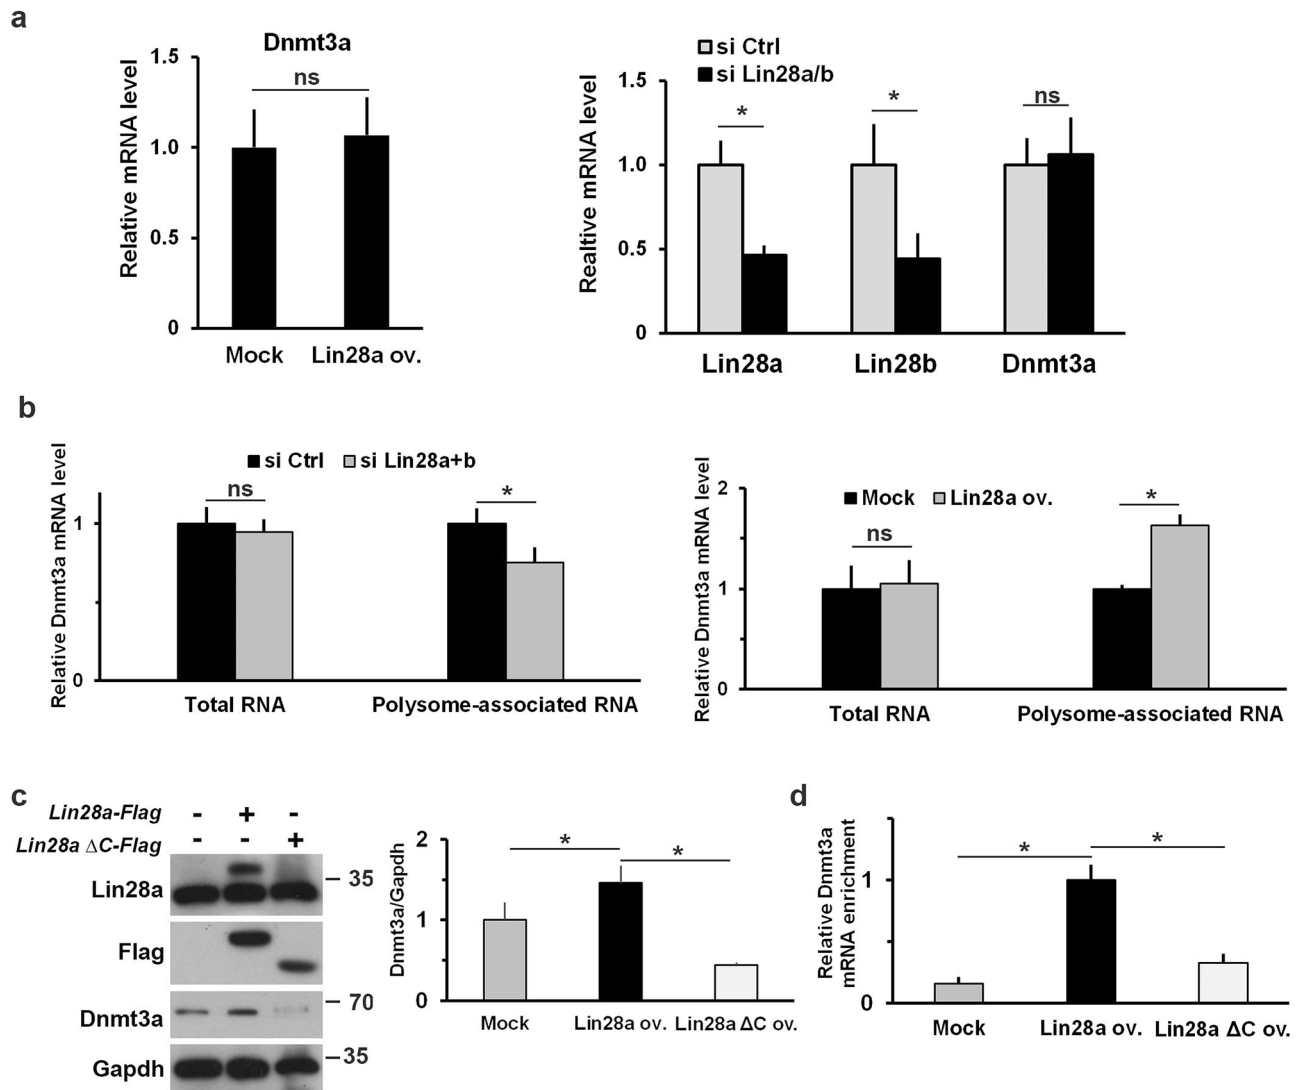 a
Dnmt3a
Relative mRNA level
1.5
1.0
0.5
0
ns
Mock
Lin28a ov.
si Ctrl
si Lin28a/b
Realtive mRNA level
1.5
1.0
0.5
0
*
*
ns
Lin28a
Lin28b
Dnmt3a
b
si Ctrl
si Lin28a+b
Relative Dnmt3a mRNA level
1
0
ns
*
Total RNA
Polysome-associated RNA
Relative Dnmt3a mRNA level
2
1
0
Mock
Lin28a ov.
ns
*
Total RNA
Polysome-associated RNA
c
Lin28a-Flag - + -
Lin28a ΔC-Flag - - +
Lin28a
35
Flag
Dnmt3a
70
Gapdh
35
Dnmt3a/Gapdh
2
1
0
*
*
Mock
Lin28a ov.
Lin28a ΔC ov.
d
Relative Dnmt3a
mRNA enrichment
1
0
*
*
Mock
Lin28a ov.
Lin28a ΔC ov.